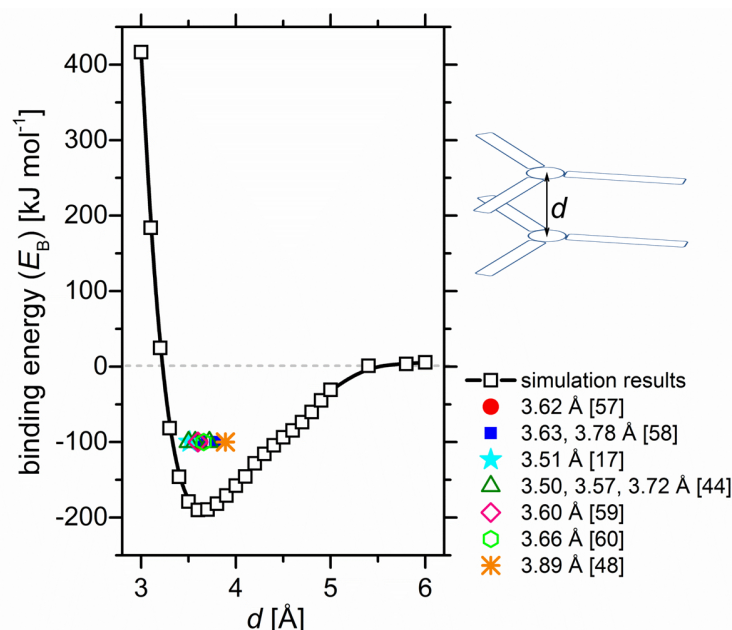 400
300
200
100
0
-100
-200
binding energy (E_B) [kJ mol⁻¹]
3
4
5
6
d [Å]
d
simulation results
3.62 Å [57]
3.63, 3.78 Å [58]
3.51 Å [17]
3.50, 3.57, 3.72 Å [44]
3.60 Å [59]
3.66 Å [60]
3.89 Å [48]